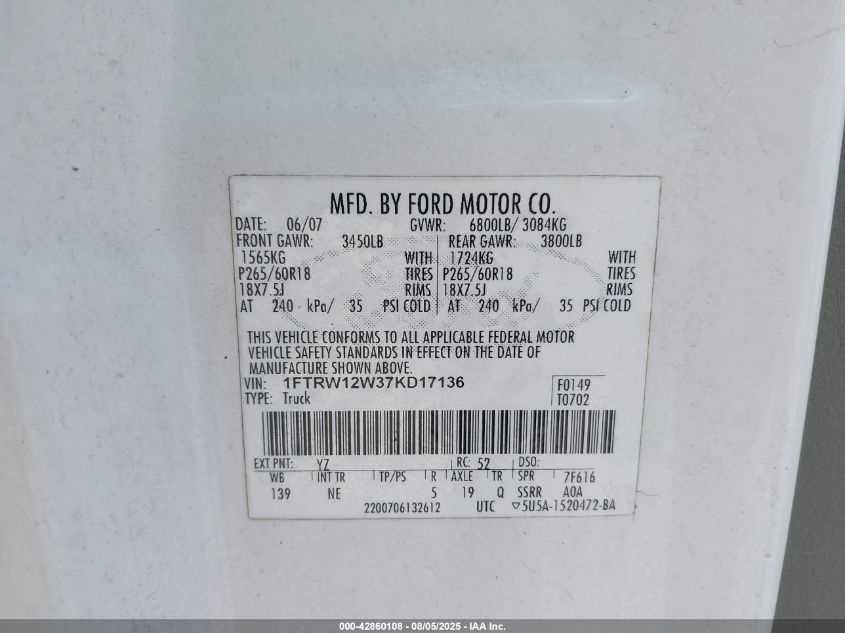 MFD. BY FORD MOTOR CO.
DATE: 06/07 GVWR: 6800LB/ 3084KG
FRONT GAWR: 3450LB REAR GAWR: 3800LB
1565KG WITH 1724KG WITH
P265/60R18 TIRES P265/60R18 TIRES
18X7.5J RIMS 18X7.5J RIMS
AT 240 kPa/ 35 PSI COLD AT 240 kPa/ 35 PSI COLD
THIS VEHICLE CONFORMS TO ALL APPLICABLE FEDERAL MOTOR
VEHICLE SAFETY STANDARDS IN EFFECT ON THE DATE OF
MANUFACTURE SHOWN ABOVE.
VIN: 1FTRW12W37KD17136 F0149
TYPE: Truck T0702
EXT PNT: YZ RC: 52 DSO:
WB INT TR TP/PS R AXLE TR SPR 7F616
139 NE 5 19 Q SSRR A0A
2200706132612 UTC ▽5U5A-1520472-BA
000-42860108 - 08/05/2025 - IAA Inc.